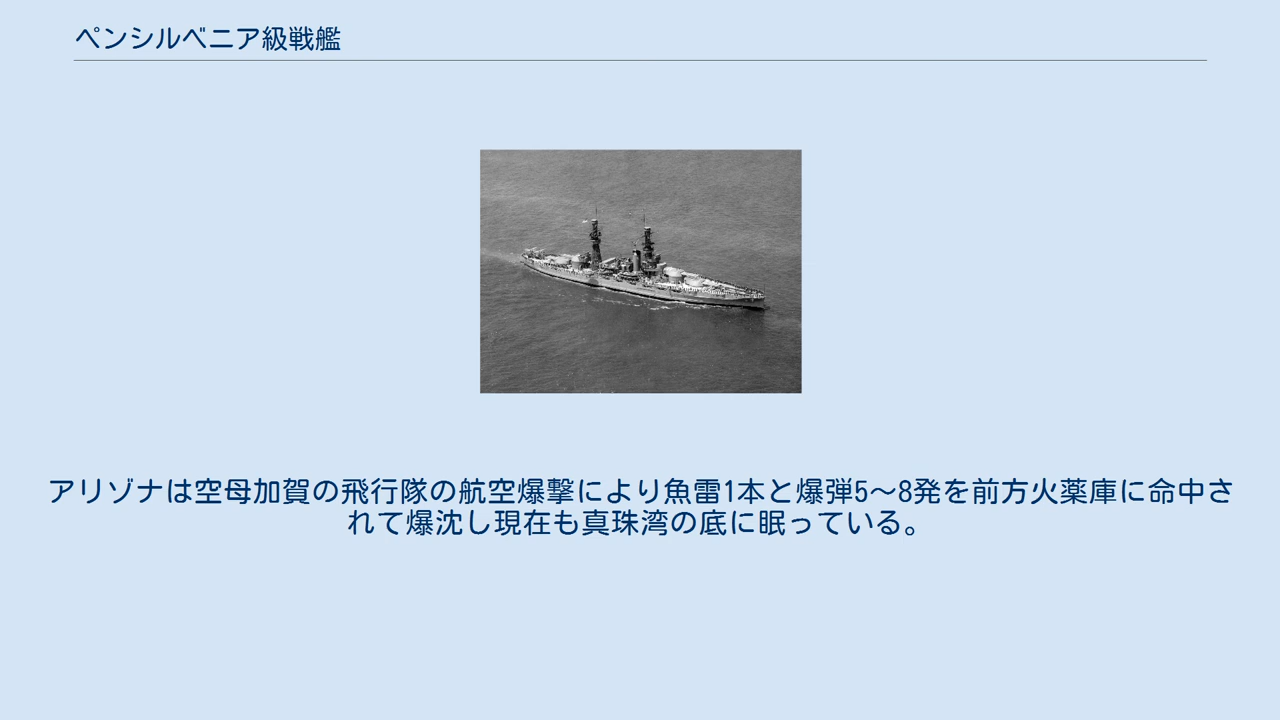 ペンシルベニア級戦艦
アリゾナは空母加賀の飛行隊の航空爆撃により魚雷1本と爆弾5～8発を前方火薬庫に命中さ
れて爆沈し現在も真珠湾の底に眠っている。